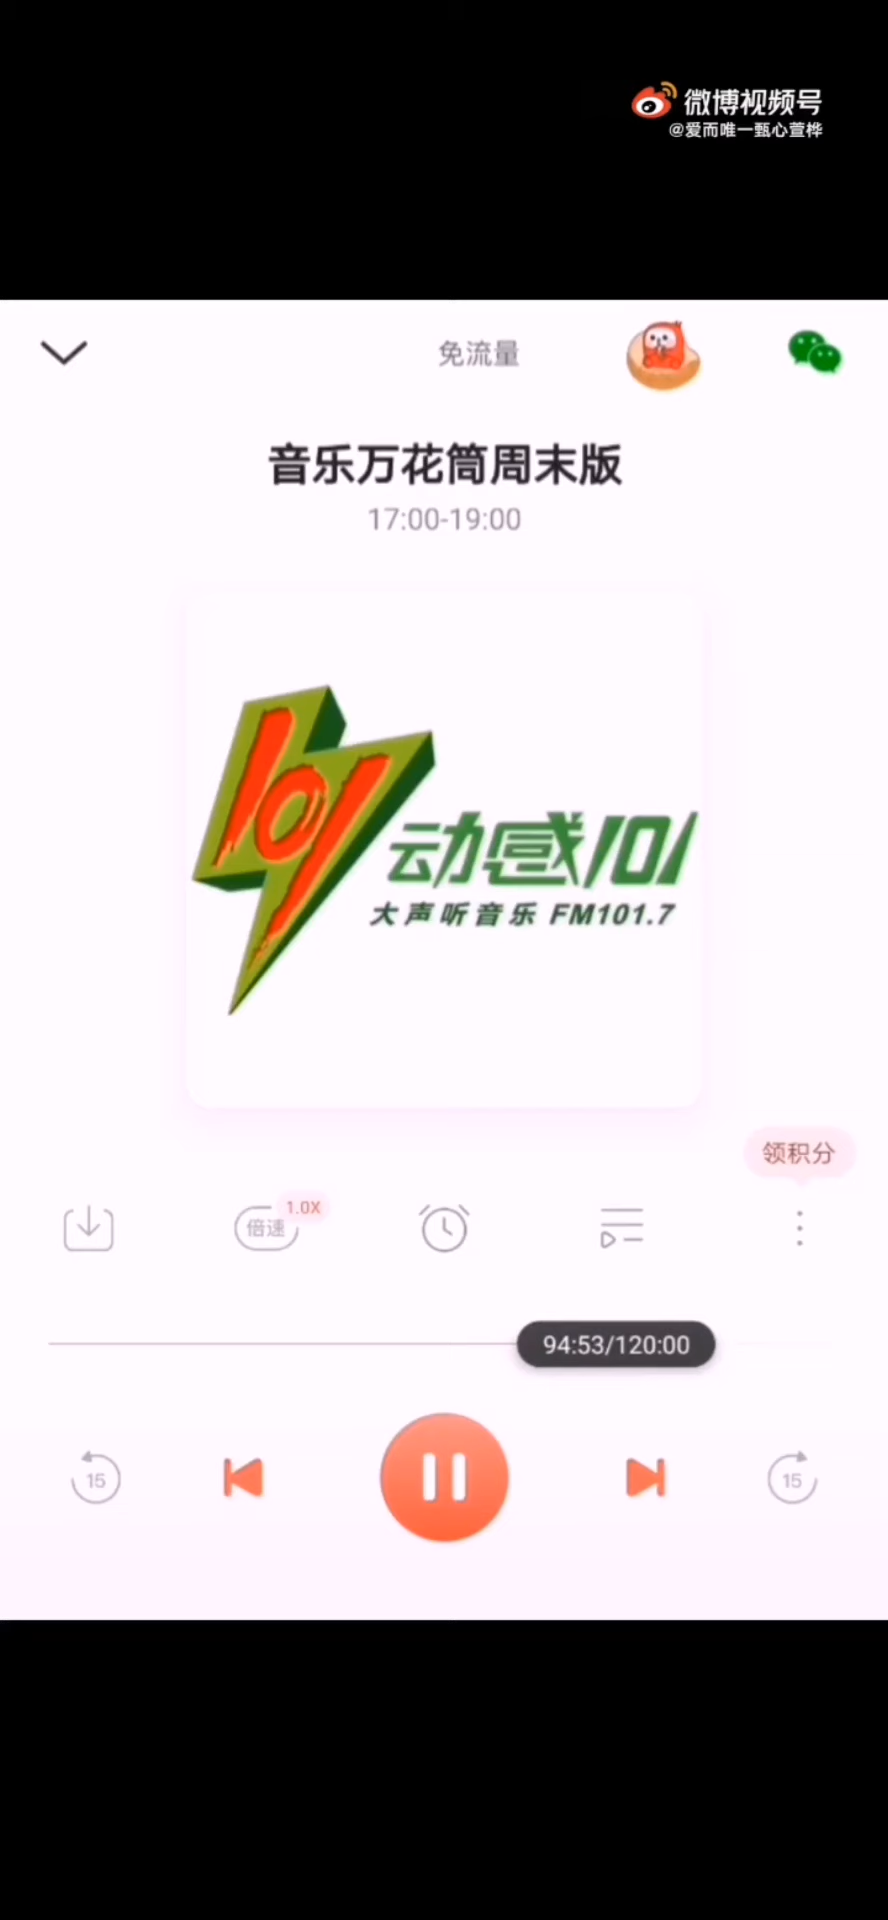 微博视频号
@爱而唯一甄心萱桦
免流量
音乐万花筒周末版
17:00-19:00
101
动感101
大声听音乐 FM101.7
领积分
倍速 1.0X
94:53/120:00
15
15